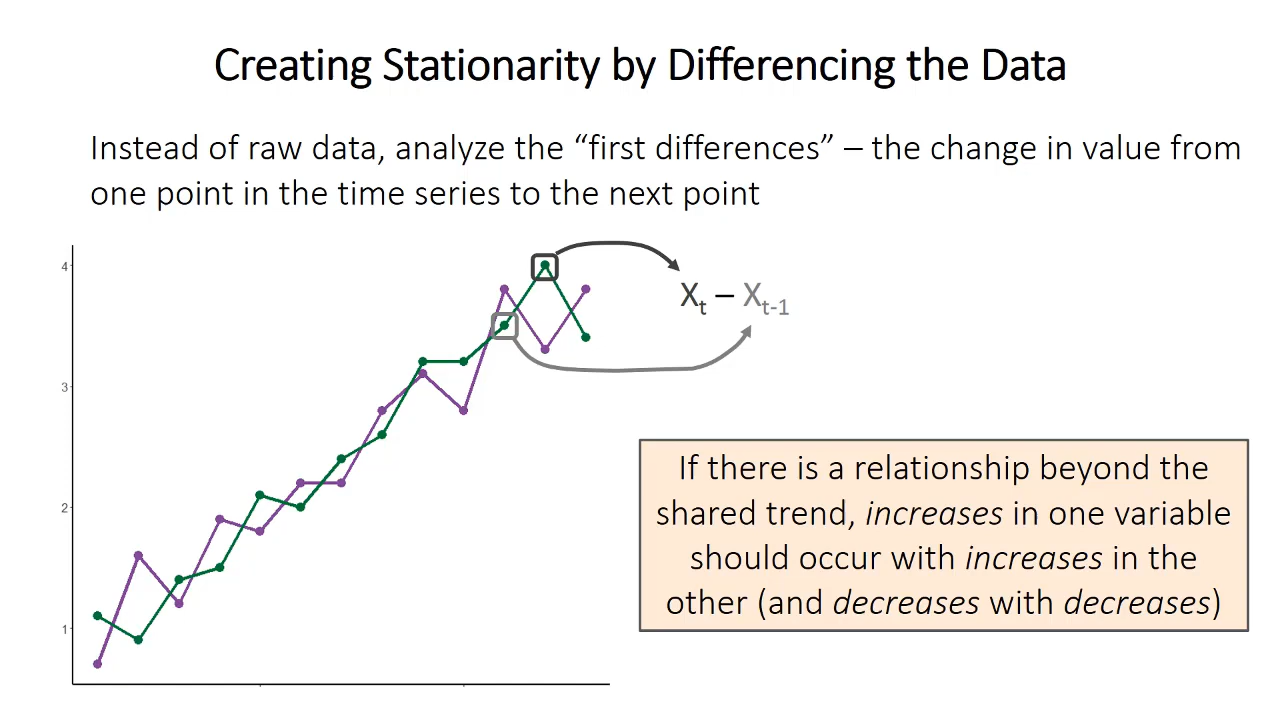 Creating Stationarity by Differencing the Data
Instead of raw data, analyze the “first differences” – the change in value from
one point in the time series to the next point
4
3
2
1
Xt – Xt-1
If there is a relationship beyond the
shared trend, increases in one variable
should occur with increases in the
other (and decreases with decreases)